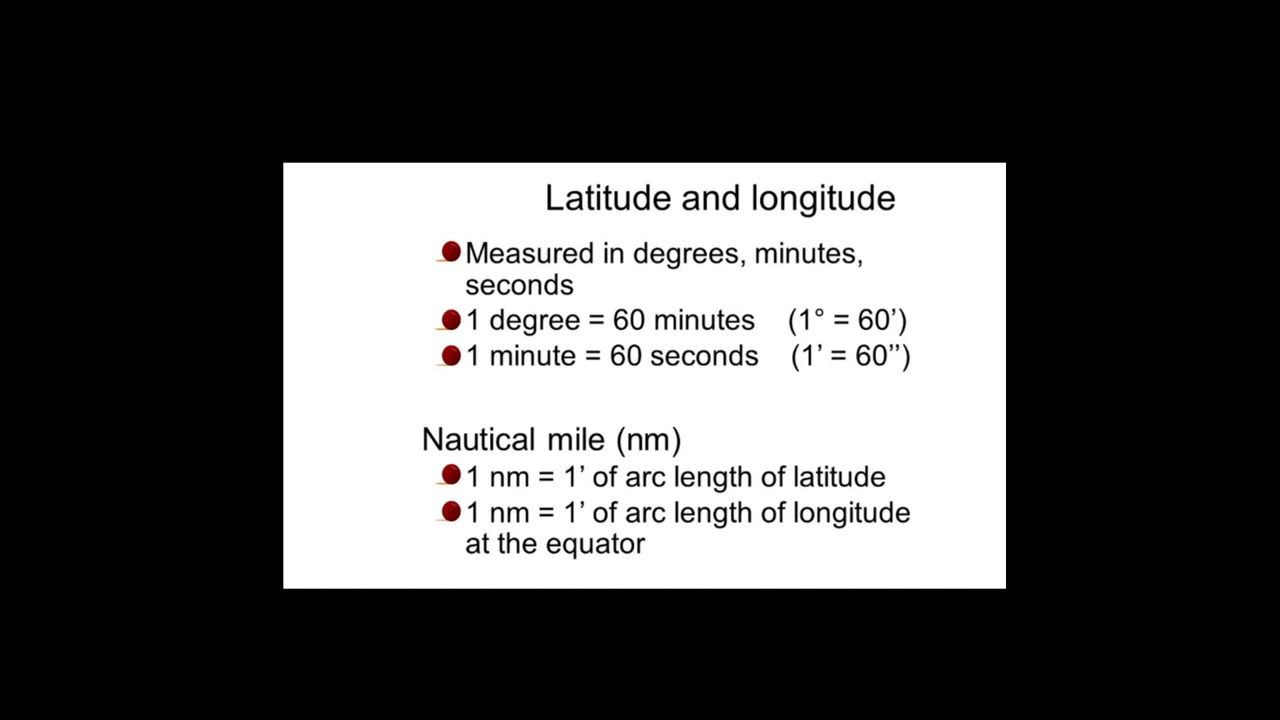 Latitude and longitude
Measured in degrees, minutes,
seconds
1 degree = 60 minutes (1° = 60’)
1 minute = 60 seconds (1’ = 60’’)
Nautical mile (nm)
1 nm = 1’ of arc length of latitude
1 nm = 1’ of arc length of longitude
at the equator